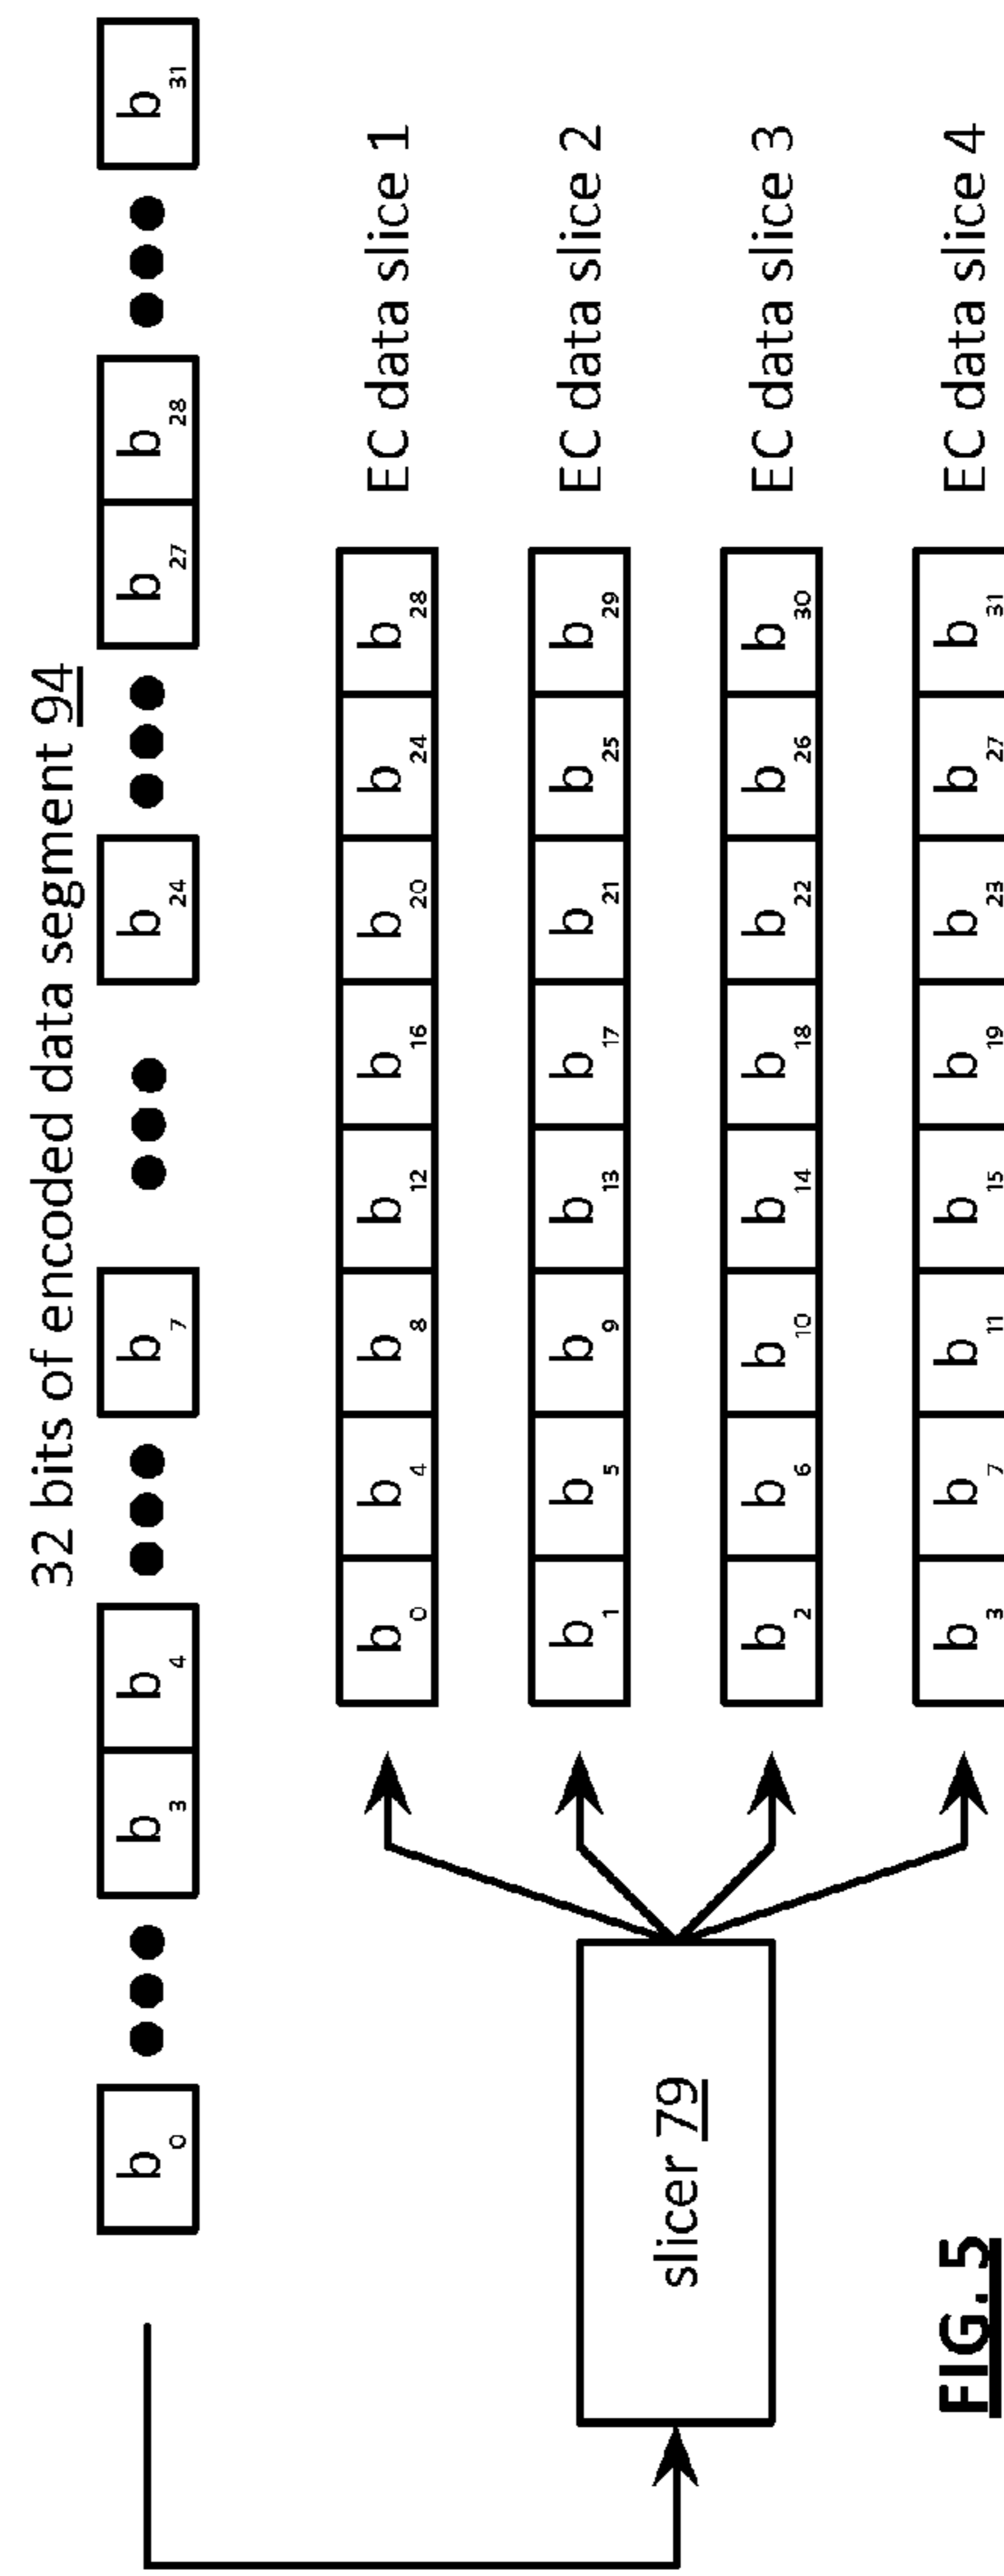 32 bits of encoded data segment 94
b0 ●●● b3 b4 ●●● b7 ●●● b24 ●●● b27 b28 ●●● b31
b0 b4 b8 b12 b16 b20 b24 b28 EC data slice 1
b1 b5 b9 b13 b17 b21 b25 b29 EC data slice 2
slicer 79
b2 b6 b10 b14 b18 b22 b26 b30 EC data slice 3
b3 b7 b11 b15 b19 b23 b27 b31 EC data slice 4
FIG. 5